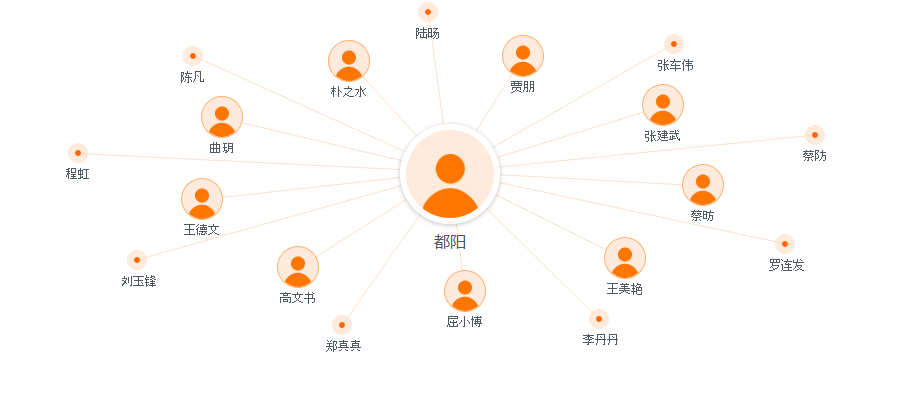 陆旸
张车伟
陈凡
贾朋
朴之水
张建武
曲玥
蔡防
程虹
蔡昉
王德文
都阳
罗连发
刘玉锋
王美艳
高文书
屈小博
李丹丹
郑真真